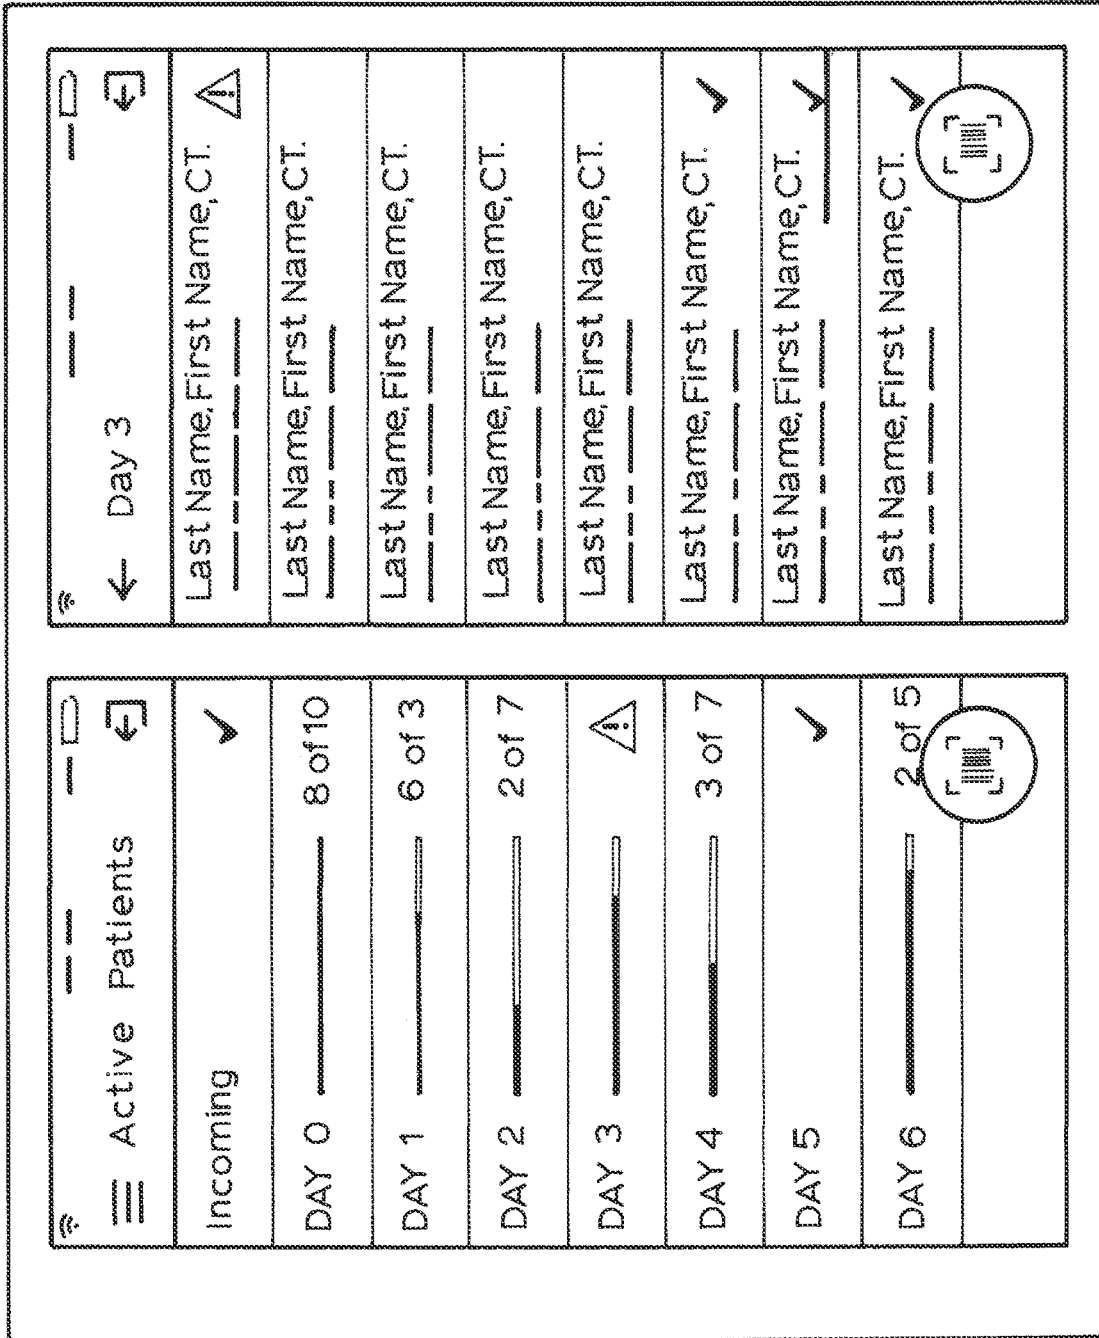 Active Patients
Incoming
DAY 0 8 of 10
DAY 1 6 of 3
DAY 2 2 of 7
DAY 3
DAY 4 3 of 7
DAY 5
DAY 6 2 of 5
Day 3
Last Name, First Name, CT.
Last Name, First Name, CT.
Last Name, First Name, CT.
Last Name, First Name, CT.
Last Name, First Name, CT.
Last Name, First Name, CT.
Last Name, First Name, CT.
Last Name, First Name, CT.